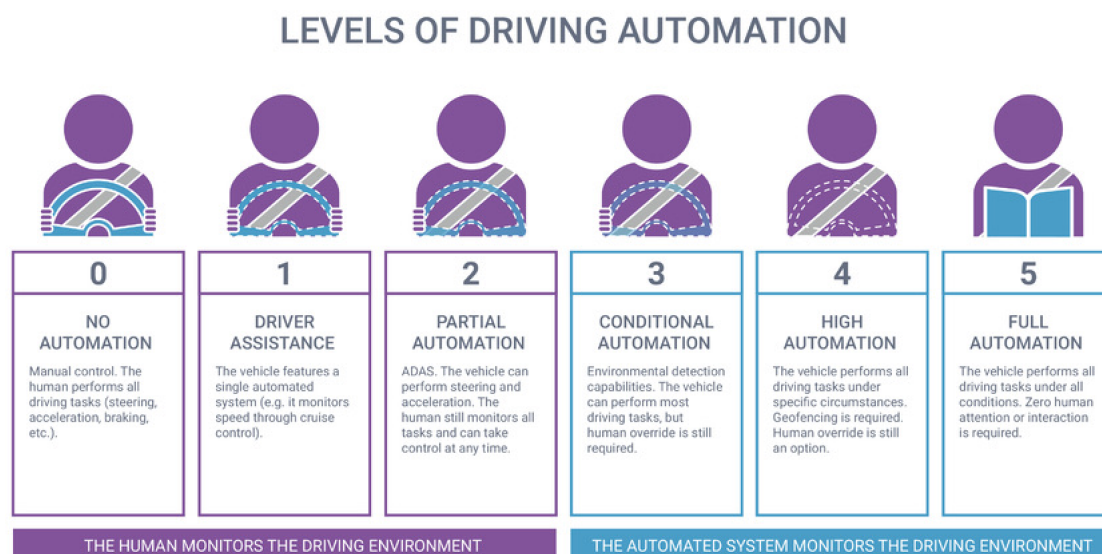 LEVELS OF DRIVING AUTOMATION
0
NO
AUTOMATION
Manual control. The
human performs all
driving tasks (steering,
acceleration, braking,
etc.).
1
DRIVER
ASSISTANCE
The vehicle features a
single automated
system (e.g. it monitors
speed through cruise
control).
2
PARTIAL
AUTOMATION
ADAS. The vehicle can
perform steering and
acceleration. The
human still monitors all
tasks and can take
control at any time.
3
CONDITIONAL
AUTOMATION
Environmental detection
capabilities. The vehicle
can perform most
driving tasks, but
human override is still
required.
4
HIGH
AUTOMATION
The vehicle performs all
driving tasks under
specific circumstances.
Geofencing is required.
Human override is still
an option.
5
FULL
AUTOMATION
The vehicle performs all
driving tasks under all
conditions. Zero human
attention or interaction
is required.
THE HUMAN MONITORS THE DRIVING ENVIRONMENT
THE AUTOMATED SYSTEM MONITORS THE DRIVING ENVIRONMENT